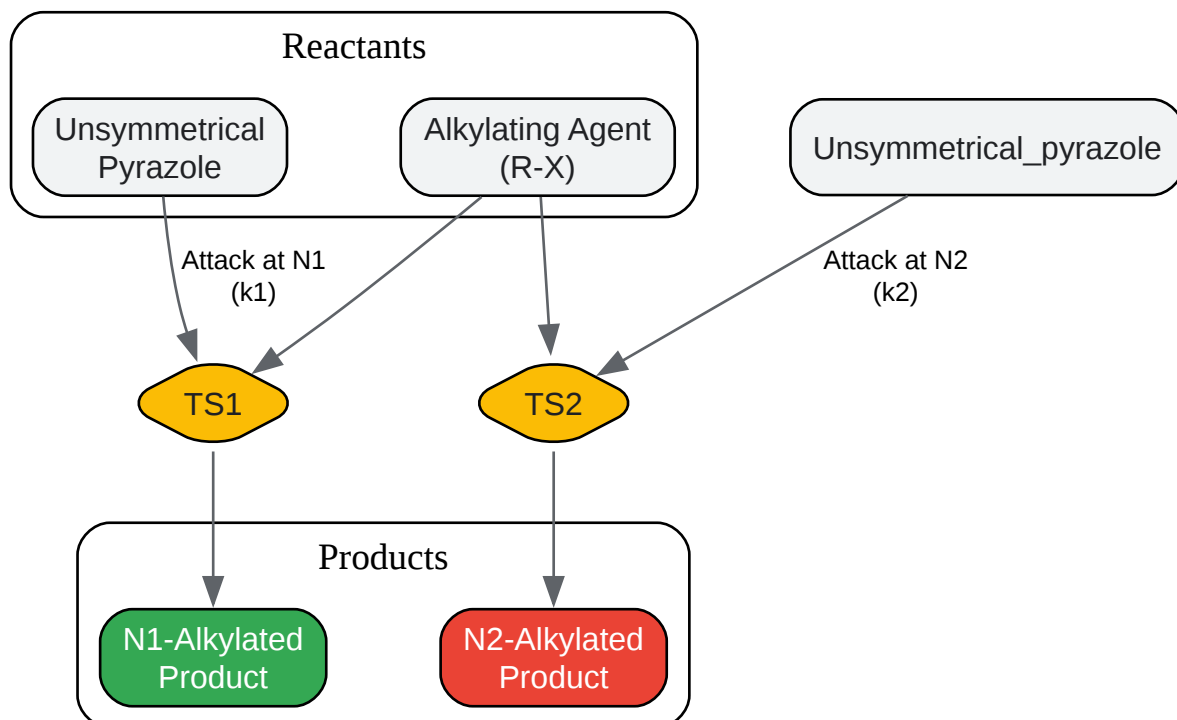 Reactants
Unsymmetrical
Pyrazole
Alkylating Agent
(R-X)
Unsymmetrical_pyrazole
Attack at N1
(k1)
Attack at N2
(k2)
TS1
TS2
Products
N1-Alkylated
Product
N2-Alkylated
Product